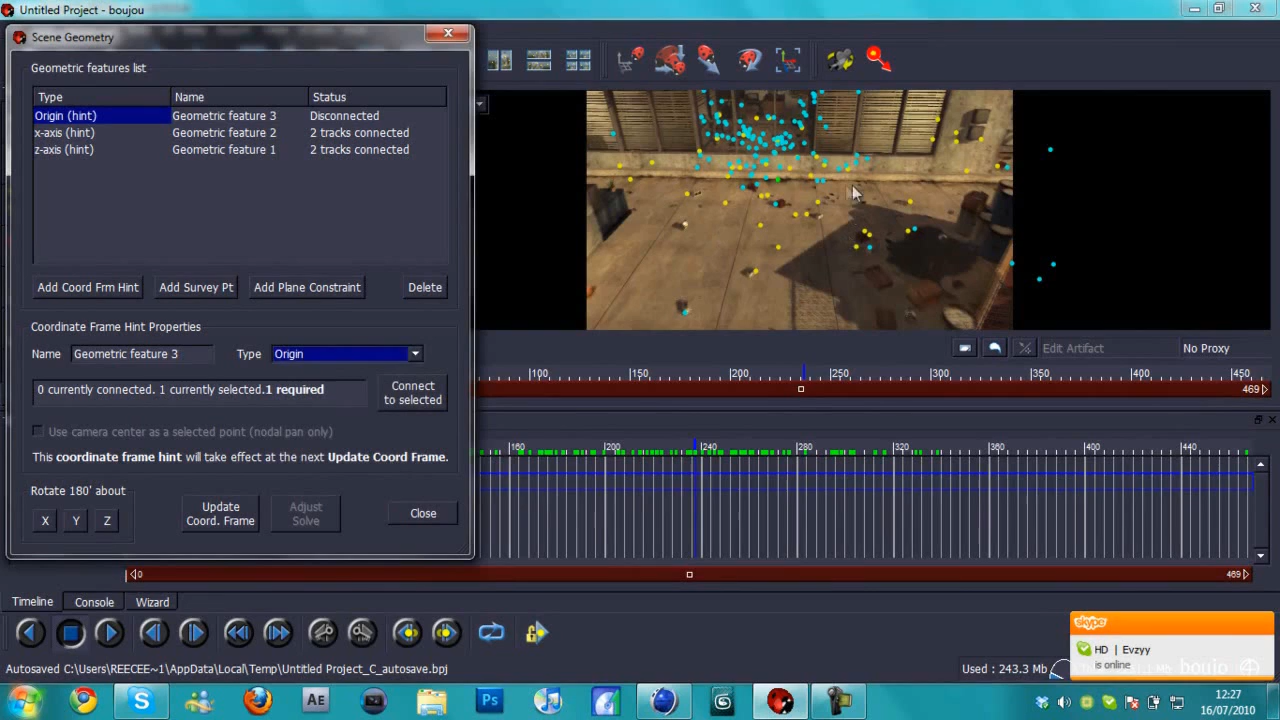 Untitled Project - boujou
Scene Geometry
Geometric features list
Type Name Status
Origin (hint) Geometric feature 3 Disconnected
x-axis (hint) Geometric feature 2 2 tracks connected
z-axis (hint) Geometric feature 1 2 tracks connected
Add Coord Frm Hint Add Survey Pt Add Plane Constraint Delete
Coordinate Frame Hint Properties
Name Geometric feature 3 Type Origin
0 currently connected. 1 currently selected.1 required
Connect to selected
Use camera center as a selected point (nodal pan only)
This coordinate frame hint will take effect at the next Update Coord Frame.
Rotate 180' about
X Y Z
Update Coord. Frame
Adjust Solve
Close
Edit Artifact No Proxy
100 150 200 250 300 350 400 450
469
160 200 240 280 320 360 400 440
0 469
Timeline Console Wizard
skype
HD | Evzyy
is online
Autosaved C:\Users\REECEE~1\AppData\Local\Temp\Untitled Project_C_autosave.bpj
Used : 243.3 Mb
boujou
Ae
Ps
12:27
16/07/2010